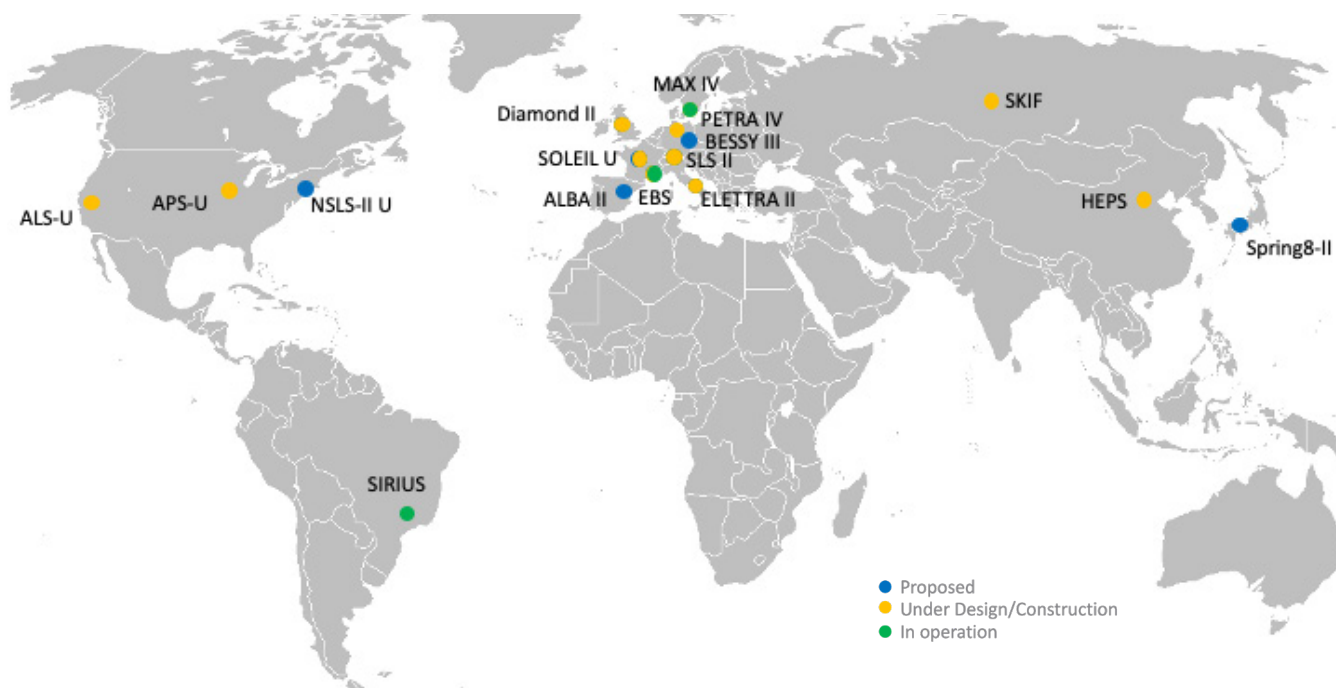 MAX IV
SKIF
Diamond II
PETRA IV
BESSY III
SOLEIL U
SLS II
ALS-U
APS-U
NSLS-II U
ALBA II
EBS
ELETTRA II
HEPS
Spring8-II
SIRIUS
Proposed
Under Design/Construction
In operation